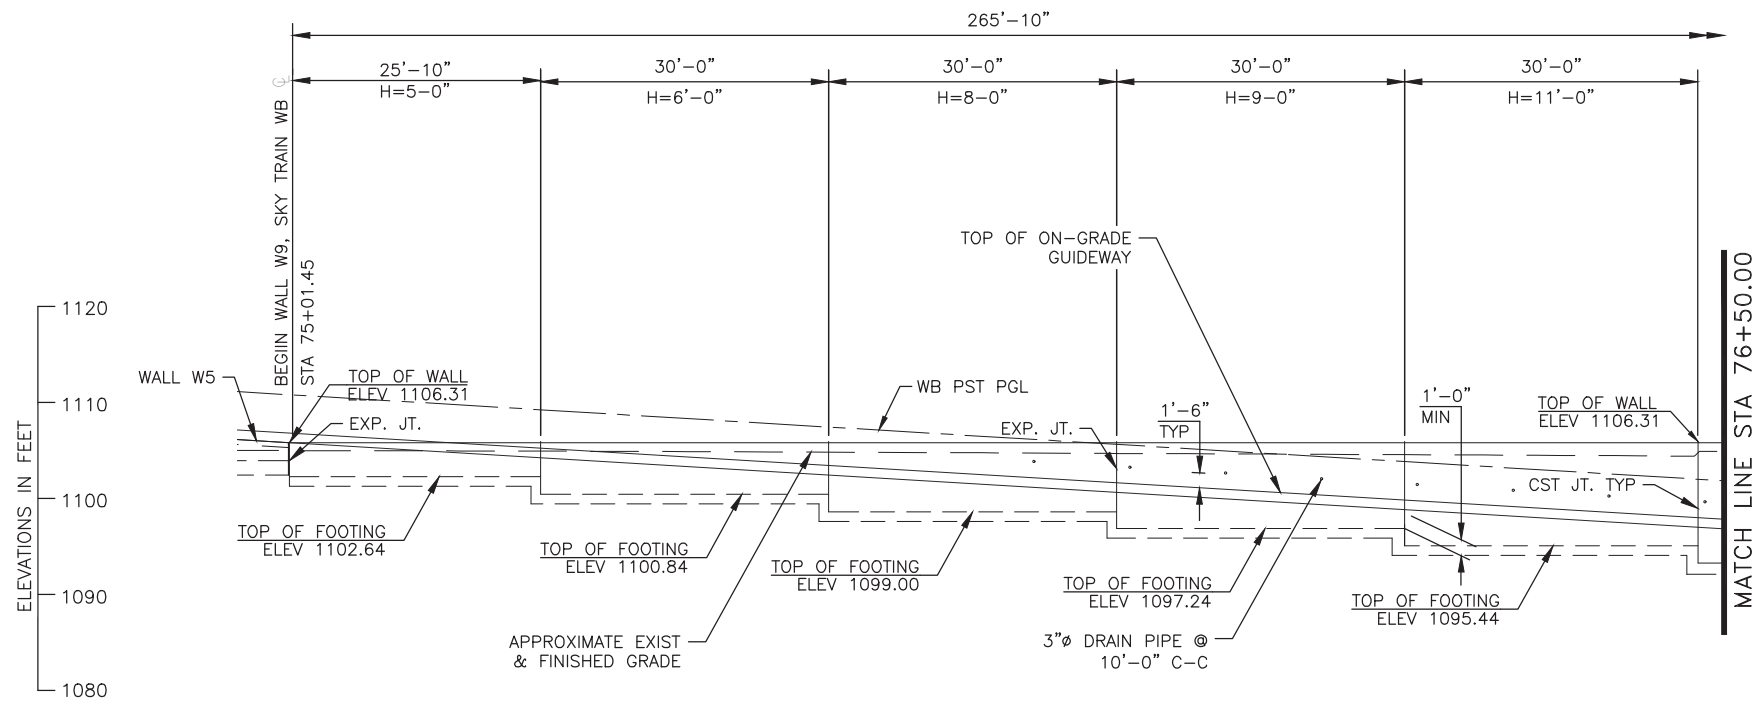 265'-10"
25'-10"
H=5-0"
30'-0"
H=6'-0"
30'-0"
H=8-0"
30'-0"
H=9-0"
30'-0"
H=11'-0"
BEGIIN WALL W9, SKY TRAIN WB ℄
STA 75+01.45
TOP OF ON-GRADE
GUIDEWAY
MATCH LINE STA 76+50.00
ELEVATIONS IN FEET
1120
1110
1100
1090
1080
WALL W5
TOP OF WALL
ELEV 1106.31
EXP. JT.
WB PST PGL
EXP. JT.
1'-6"
TYP
1'-0"
MIN
TOP OF WALL
ELEV 1106.31
CST JT. TYP
TOP OF FOOTING
ELEV 1102.64
TOP OF FOOTING
ELEV 1100.84
TOP OF FOOTING
ELEV 1099.00
TOP OF FOOTING
ELEV 1097.24
TOP OF FOOTING
ELEV 1095.44
APPROXIMATE EXIST
& FINISHED GRADE
3"ø DRAIN PIPE @
10'-0" C-C